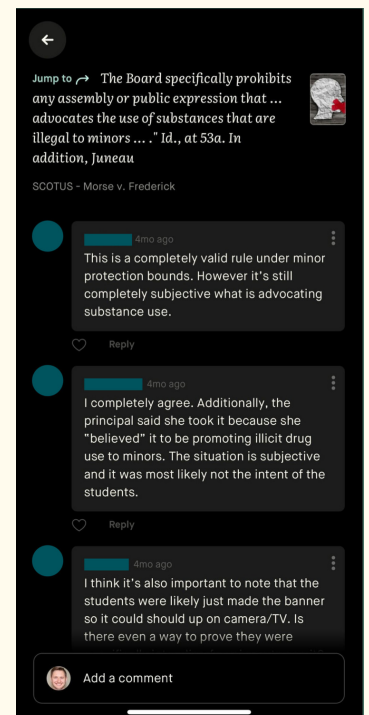 Jump to The Board specifically prohibits
any assembly or public expression that ...
advocates the use of substances that are
illegal to minors ... ." Id., at 53a. In
addition, Juneau
SCOTUS - Morse v. Frederick
4mo ago
This is a completely valid rule under minor
protection bounds. However it's still
completely subjective what is advocating
substance use.
Reply
4mo ago
I completely agree. Additionally, the
principal said she took it because she
"believed" it to be promoting illicit drug
use to minors. The situation is subjective
and it was most likely not the intent of the
students.
Reply
4mo ago
I think it's also important to note that the
students were likely just made the banner
so it could should up on camera/TV. Is
there even a way to prove they were
Add a comment